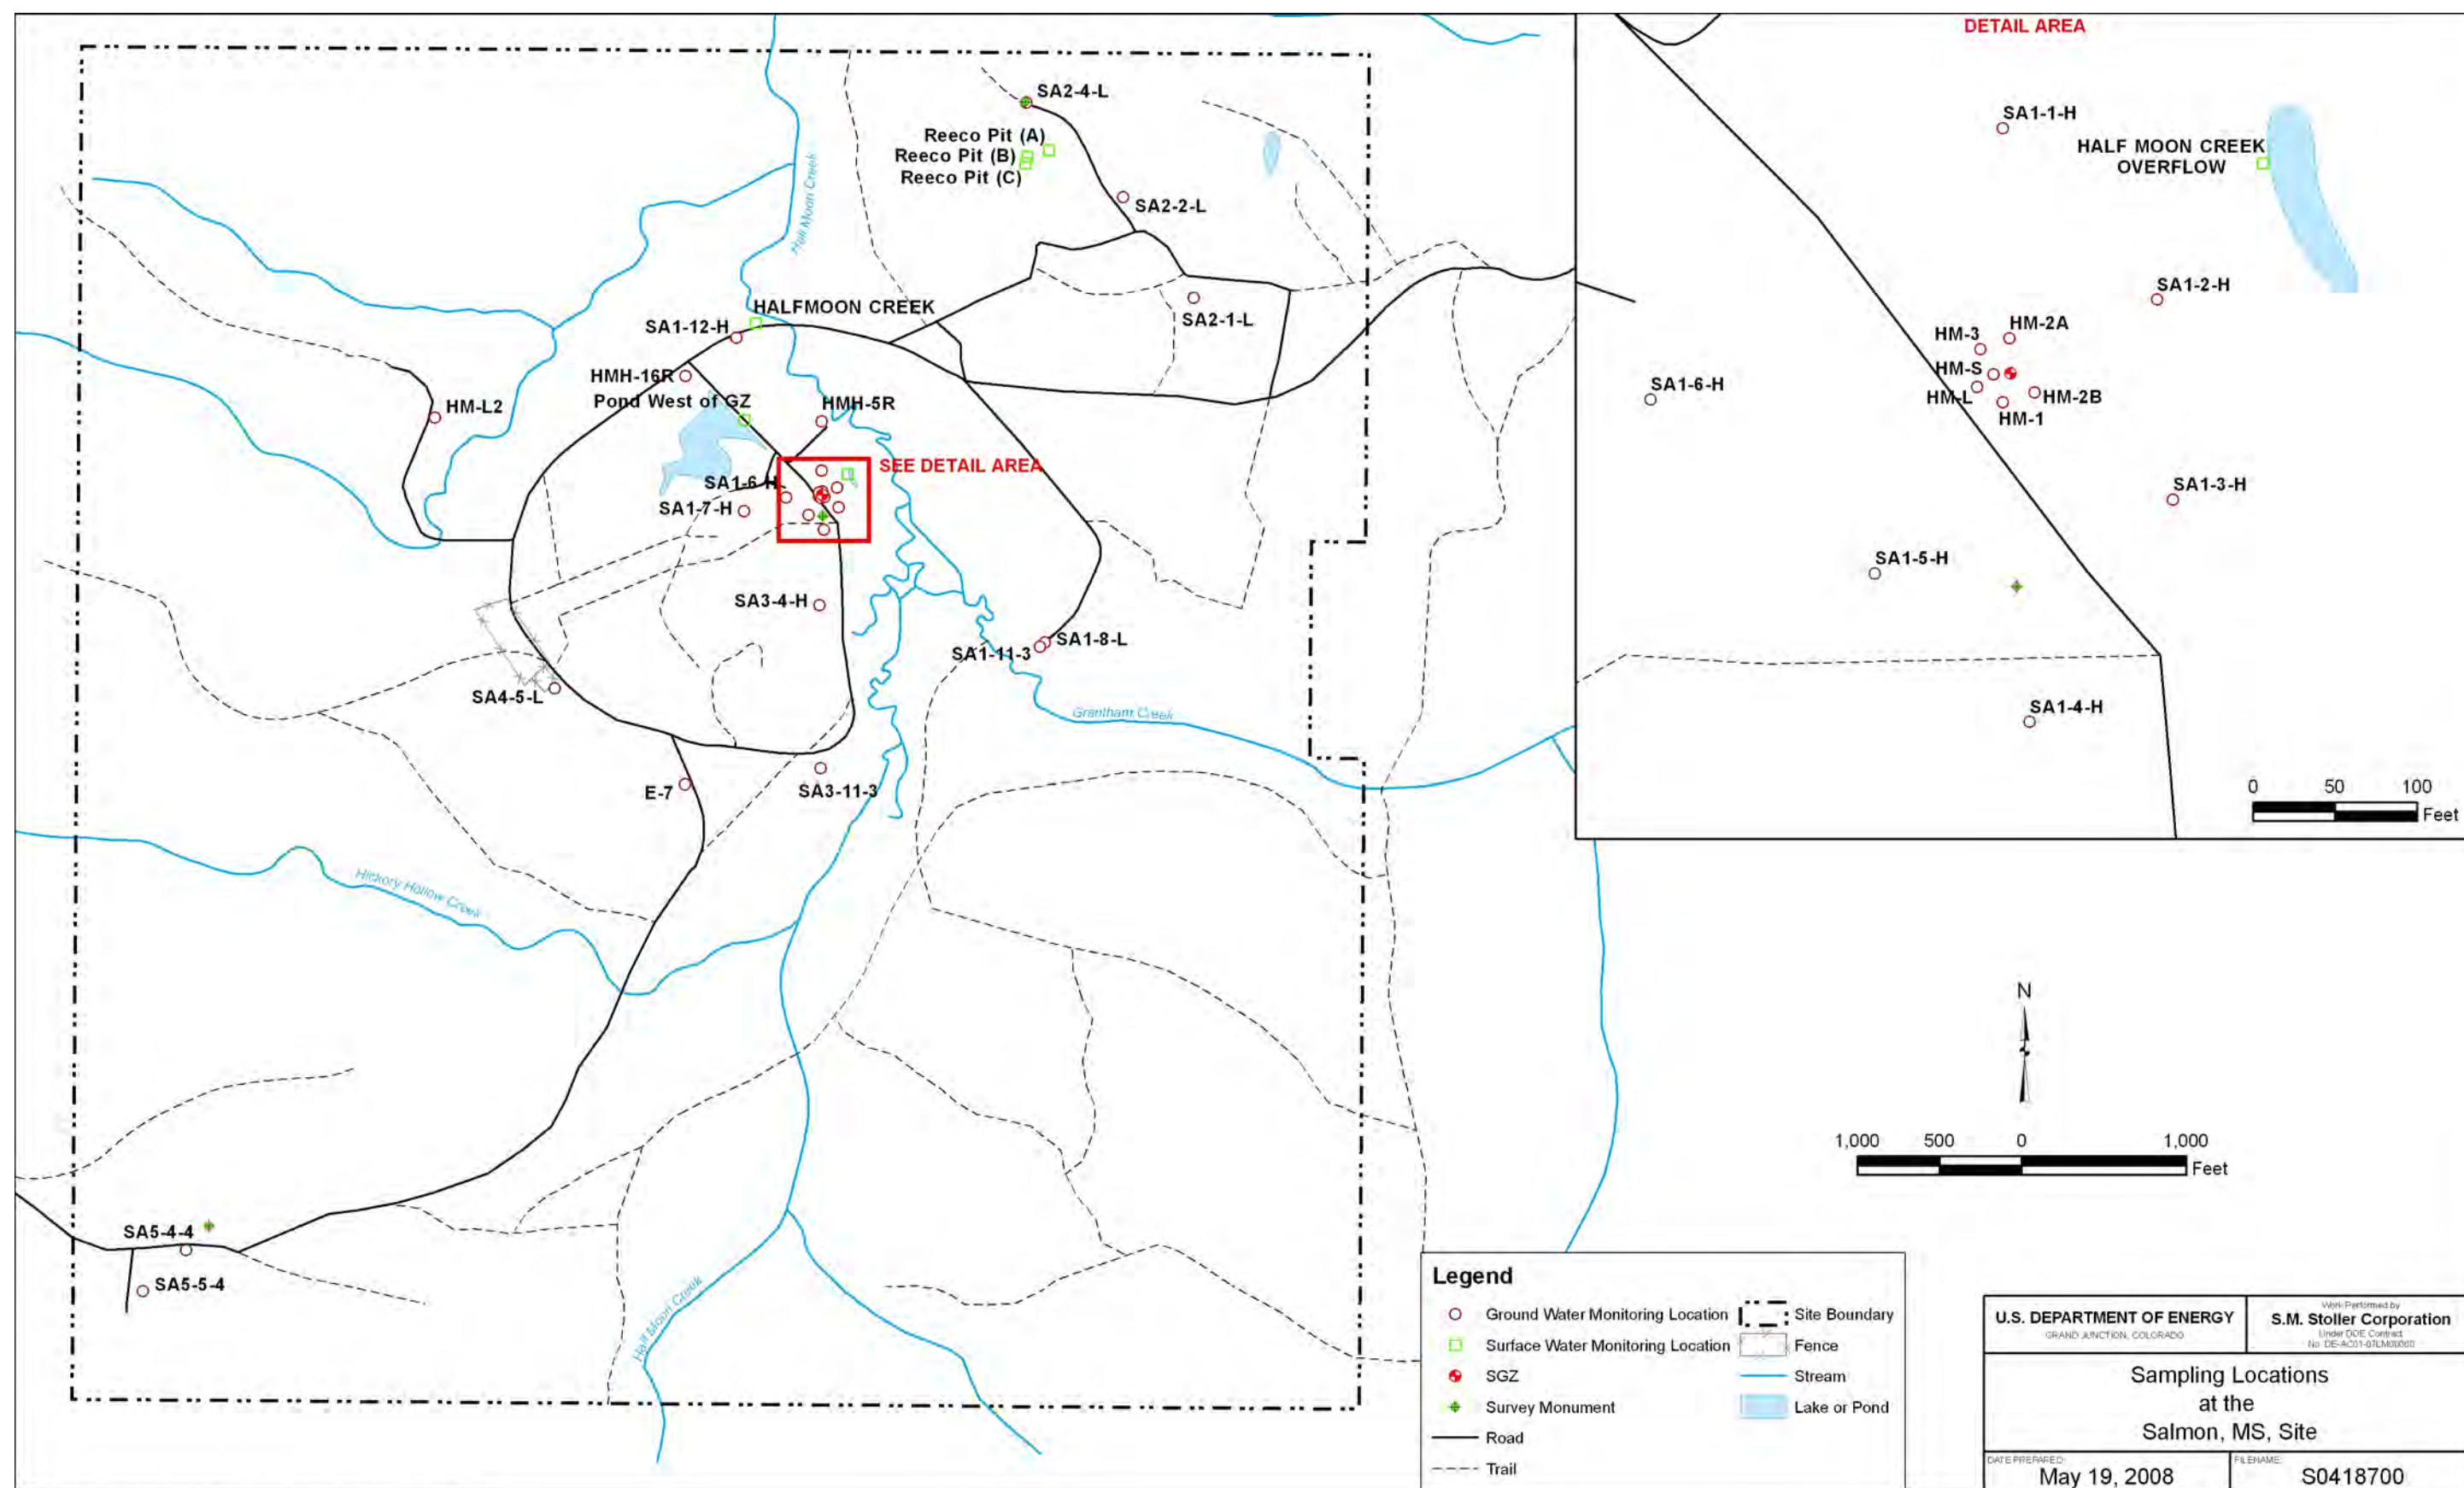 DETAIL AREA
SA2-4-L
Reeco Pit (A)
Reeco Pit (B)
Reeco Pit (C)
SA2-2-L
Half Moon Creek
HALFMOON CREEK
SA1-12-H
SA2-1-L
HMH-16R
Pond West of GZ
HM-L2
HMH-5R
SEE DETAIL AREA
SA1-6-H
SA1-7-H
SA3-4-H
SA1-8-L
SA1-11-3
SA4-5-L
Grantham Creek
E-7
SA3-11-3
Hickory Hollow Creek
SA5-4-4
SA5-5-4
Half Moon Creek
SA1-1-H
HALF MOON CREEK
OVERFLOW
SA1-2-H
HM-3
HM-2A
HM-S
HM-L
HM-2B
HM-1
SA1-6-H
SA1-3-H
SA1-5-H
SA1-4-H
0 50 100
Feet
N
1,000 500 0 1,000
Feet
Legend
Ground Water Monitoring Location
Surface Water Monitoring Location
SGZ
Survey Monument
Road
Trail
Site Boundary
Fence
Stream
Lake or Pond
U.S. DEPARTMENT OF ENERGY
GRAND JUNCTION, COLORADO
Work Performed by
S.M. Stoller Corporation
Under DOE Contract
Sampling Locations
at the
Salmon, MS, Site
DATE PREPARED:
May 19, 2008
FILENAME:
S0418700